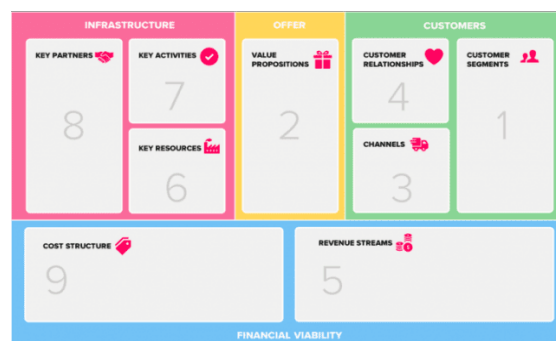 INFRASTRUCTURE
OFFER
CUSTOMERS
KEY PARTNERS
8
KEY ACTIVITIES
7
KEY RESOURCES
6
VALUE
PROPOSITIONS
2
CUSTOMER
RELATIONSHIPS
4
CHANNELS
3
CUSTOMER
SEGMENTS
1
COST STRUCTURE
9
REVENUE STREAMS
5
FINANCIAL VIABILITY